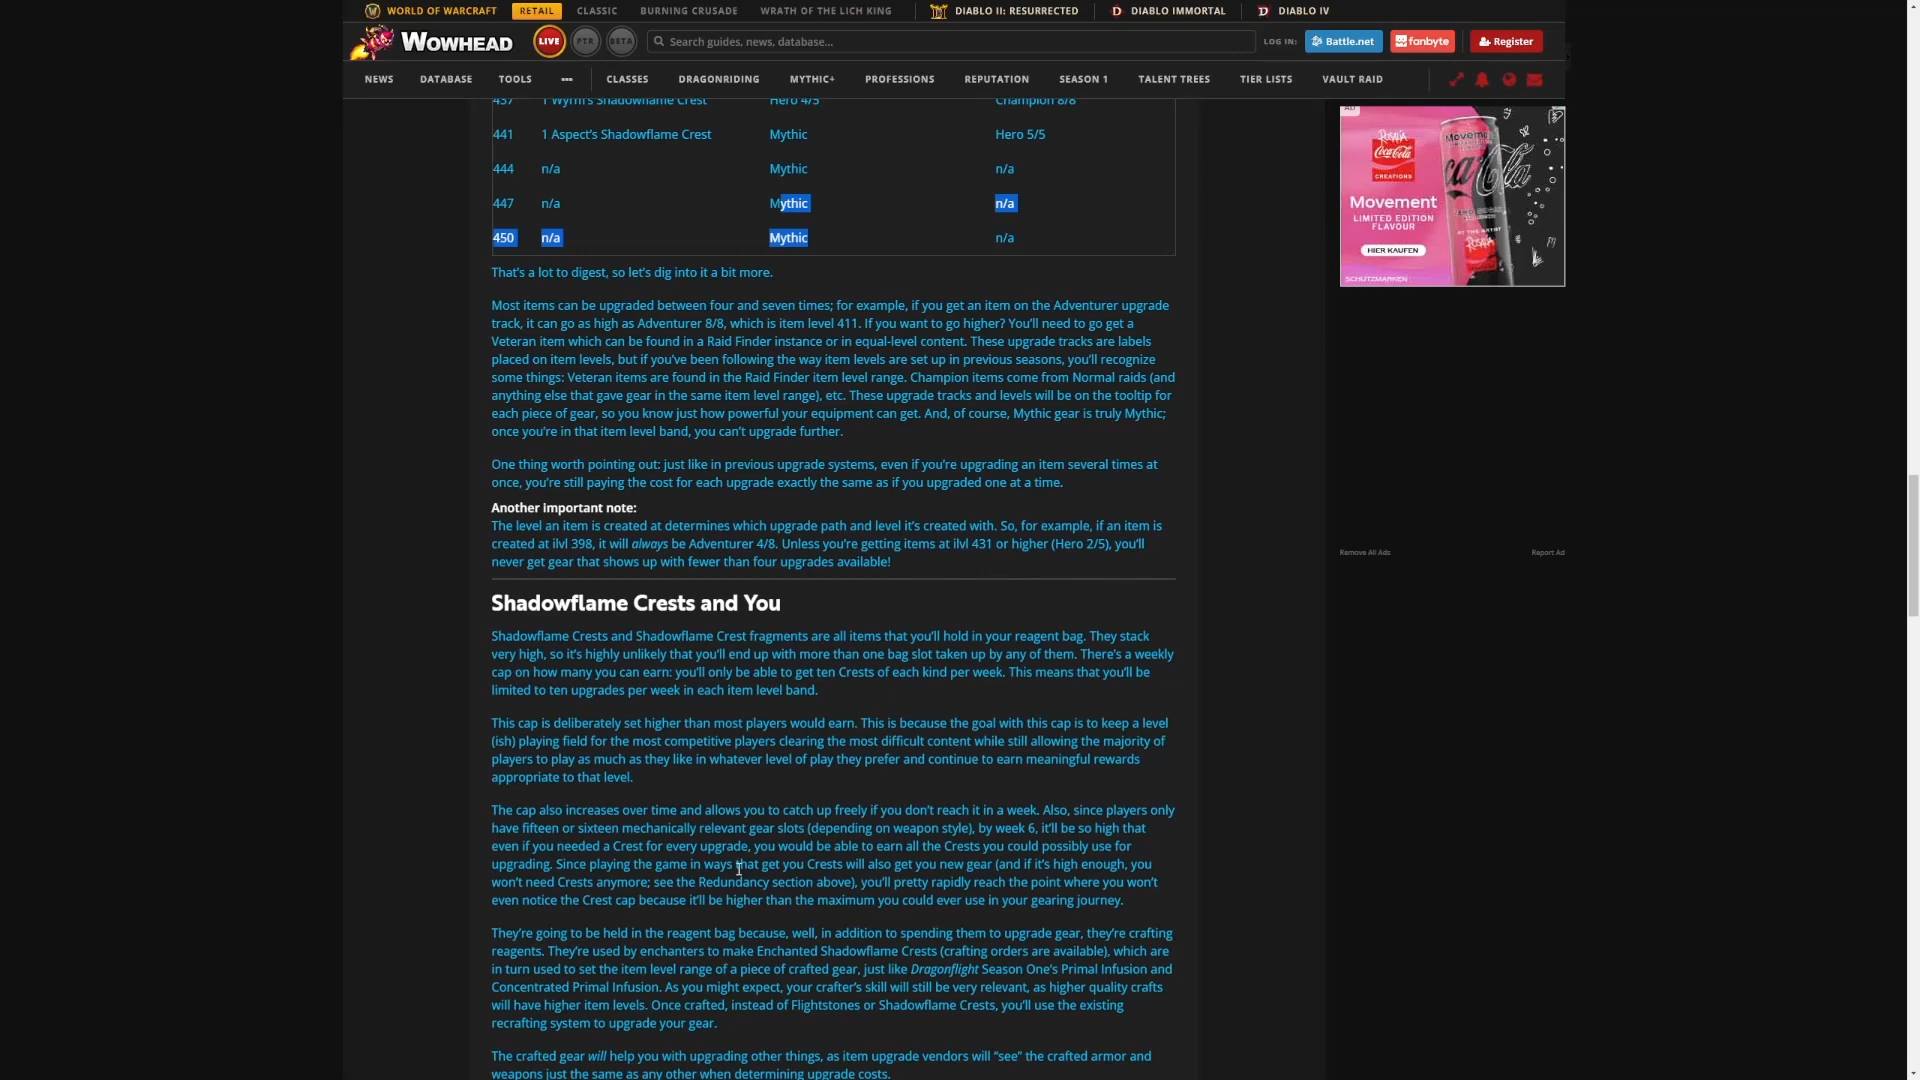 WORLD OF WARCRAFT RETAIL CLASSIC BURNING CRUSADE WRATH OF THE LICH KING DIABLO II: RESURRECTED DIABLO IMMORTAL DIABLO IV
WOWHEAD LIVE PTR BETA Search guides, news, database... LOG IN: Battle.net fanbyte Register
NEWS DATABASE TOOLS ••• CLASSES DRAGONRIDING MYTHIC+ PROFESSIONS REPUTATION SEASON 1 TALENT TREES TIER LISTS VAULT RAID
437 1 Wyrm's Shadowflame Crest Hero 4/5 Champion 8/8
441 1 Aspect's Shadowflame Crest Mythic Hero 5/5
444 n/a Mythic n/a
447 n/a Mythic n/a
450 n/a Mythic n/a
That's a lot to digest, so let's dig into it a bit more.
Most items can be upgraded between four and seven times; for example, if you get an item on the Adventurer upgrade
track, it can go as high as Adventurer 8/8, which is item level 411. If you want to go higher? You'll need to go get a
Veteran item which can be found in a Raid Finder instance or in equal-level content. These upgrade tracks are labels
placed on item levels, but if you've been following the way item levels are set up in previous seasons, you'll recognize
some things: Veteran items are found in the Raid Finder item level range. Champion items come from Normal raids (and
anything else that gave gear in the same item level range), etc. These upgrade tracks and levels will be on the tooltip for
each piece of gear, so you know just how powerful your equipment can get. And, of course, Mythic gear is truly Mythic;
once you're in that item level band, you can't upgrade further.
One thing worth pointing out: just like in previous upgrade systems, even if you're upgrading an item several times at
once, you're still paying the cost for each upgrade exactly the same as if you upgraded one at a time.
Another important note:
The level an item is created at determines which upgrade path and level it's created with. So, for example, if an item is
created at ilvl 398, it will always be Adventurer 4/8. Unless you're getting items at ilvl 431 or higher (Hero 2/5), you'll
never get gear that shows up with fewer than four upgrades available!
Shadowflame Crests and You
Shadowflame Crests and Shadowflame Crest fragments are all items that you'll hold in your reagent bag. They stack
very high, so it's highly unlikely that you'll end up with more than one bag slot taken up by any of them. There's a weekly
cap on how many you can earn: you'll only be able to get ten Crests of each kind per week. This means that you'll be
limited to ten upgrades per week in each item level band.
This cap is deliberately set higher than most players would earn. This is because the goal with this cap is to keep a level
(ish) playing field for the most competitive players clearing the most difficult content while still allowing the majority of
players to play as much as they like in whatever level of play they prefer and continue to earn meaningful rewards
appropriate to that level.
The cap also increases over time and allows you to catch up freely if you don't reach it in a week. Also, since players only
have fifteen or sixteen mechanically relevant gear slots (depending on weapon style), by week 6, it'll be so high that
even if you needed a Crest for every upgrade, you would be able to earn all the Crests you could possibly use for
upgrading. Since playing the game in ways that get you Crests will also get you new gear (and if it's high enough, you
won't need Crests anymore; see the Redundancy section above), you'll pretty rapidly reach the point where you won't
even notice the Crest cap because it'll be higher than the maximum you could ever use in your gearing journey.
They're going to be held in the reagent bag because, well, in addition to spending them to upgrade gear, they're crafting
reagents. They're used by enchanters to make Enchanted Shadowflame Crests (crafting orders are available), which are
in turn used to set the item level range of a piece of crafted gear, just like Dragonflight Season One's Primal Infusion and
Concentrated Primal Infusion. As you might expect, your crafter's skill will still be very relevant, as higher quality crafts
will have higher item levels. Once crafted, instead of Flightstones or Shadowflame Crests, you'll use the existing
recrafting system to upgrade your gear.
The crafted gear will help you with upgrading other things, as item upgrade vendors will “see” the crafted armor and
weapons just the same as any other when determining upgrade costs.
AD
Coca-Cola
CREATIONS
Movement
LIMITED EDITION
FLAVOUR
HIER KAUFEN
SCHUTZMARKEN
Remove All Ads Report Ad